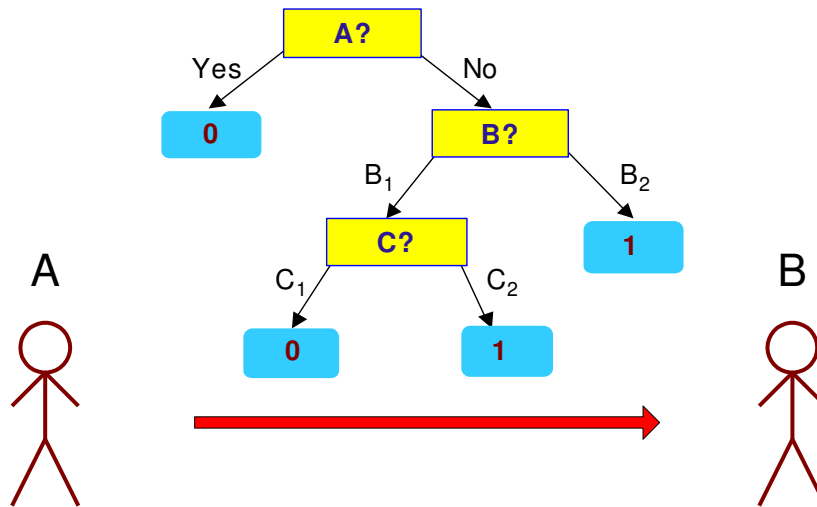 A?
Yes No
0 B?
B₁ B₂
C? 1
A C₁ C₂ B
0 1